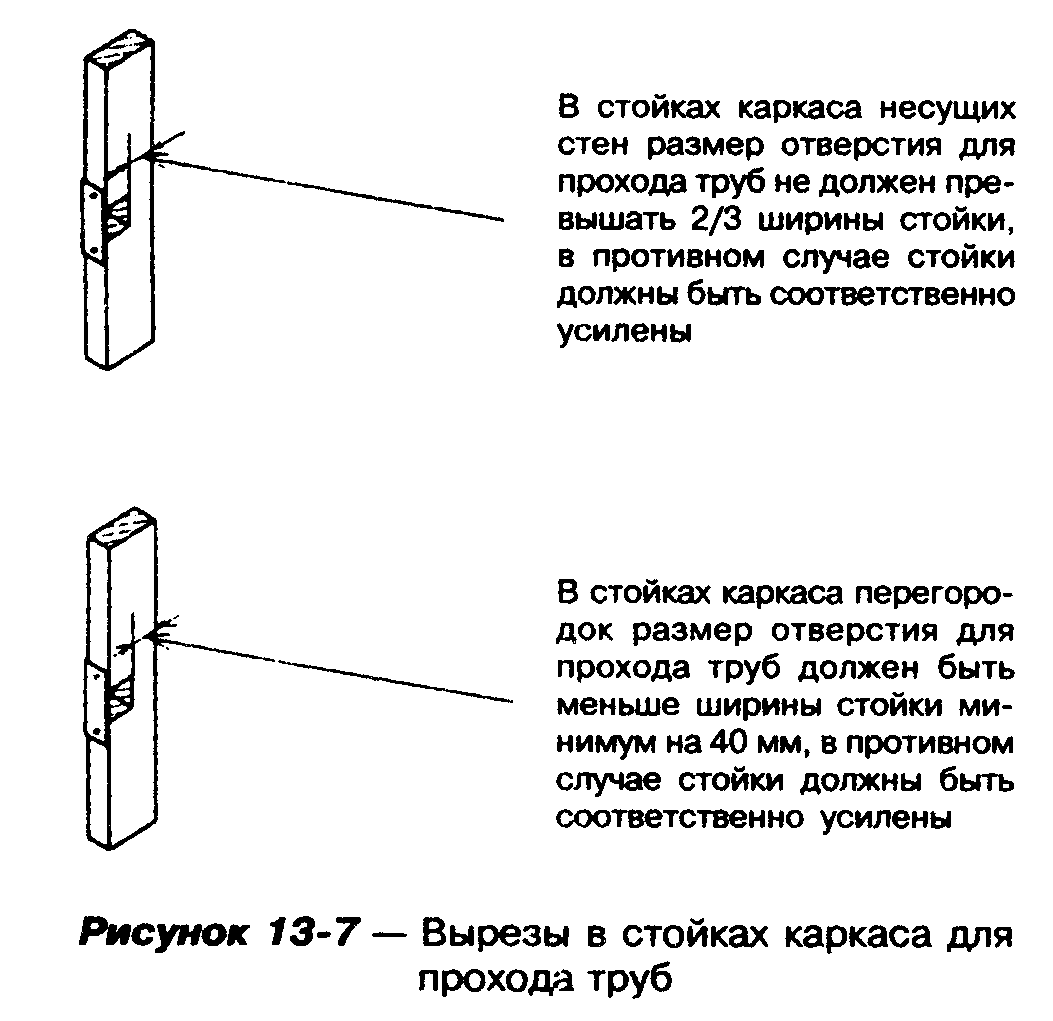 В стойках каркаса несущих
стен размер отверстия для
прохода труб не должен пре-
вышать 2/3 ширины стойки,
в противном случае стойки
должны быть соответственно
усилены
В стойках каркаса перегоро-
док размер отверстия для
прохода труб должен быть
меньше ширины стойки ми-
нимум на 40 мм, в противном
случае стойки должны быть
соответственно усилены
Рисунок 13-7 — Вырезы в стойках каркаса для
прохода труб